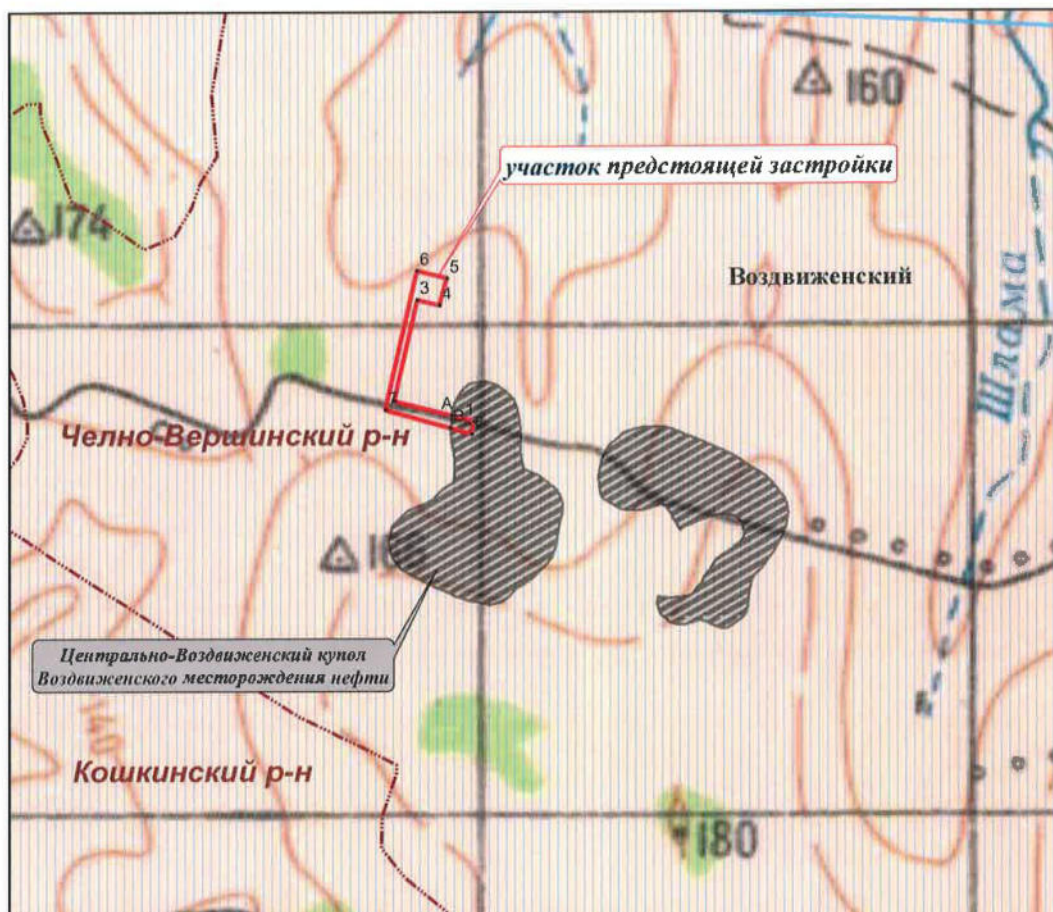 160
участок предстоящей застройки
174
Воздвиженский
6
5
3
4
Шлама
А
1
Челно-Вершинский р-н
Центрально-Воздвиженский купол
Воздвиженского месторождения нефти
140
Кошкинский р-н
180